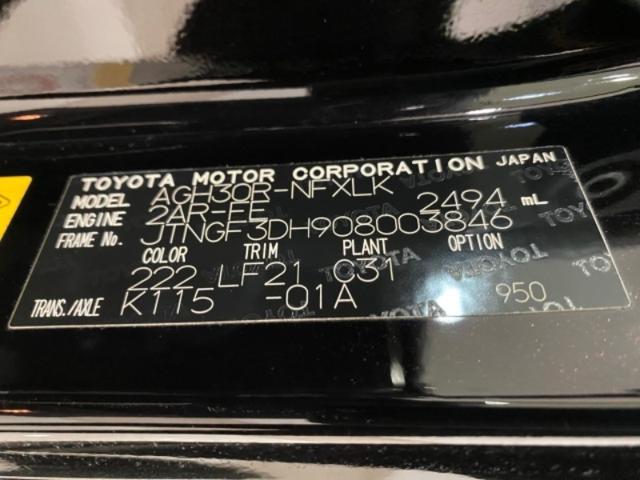 TOYOTA MOTOR CORPORATION JAPAN
MODEL AGH30R-NFXLK
ENGINE 2AR-FE 2494 mL
FRAME No. JTNGF3DH908003846
COLOR TRIM PLANT OPTION
222 LF21 031
TRANS./AXLE K115 -01A 950